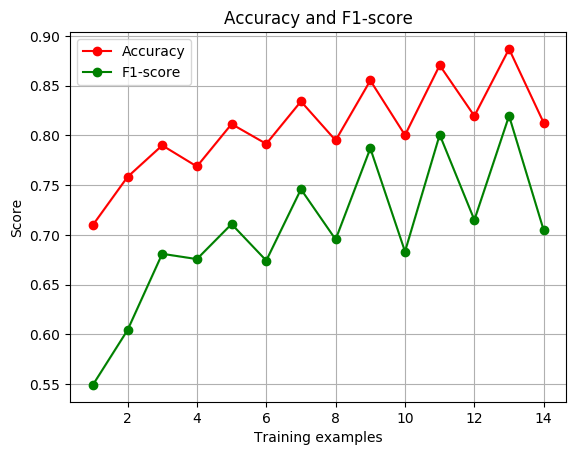 Accuracy and F1-score
Accuracy
F1-score
0.90
0.85
0.80
0.75
0.70
0.65
0.60
0.55
Score
2 4 6 8 10 12 14
Training examples